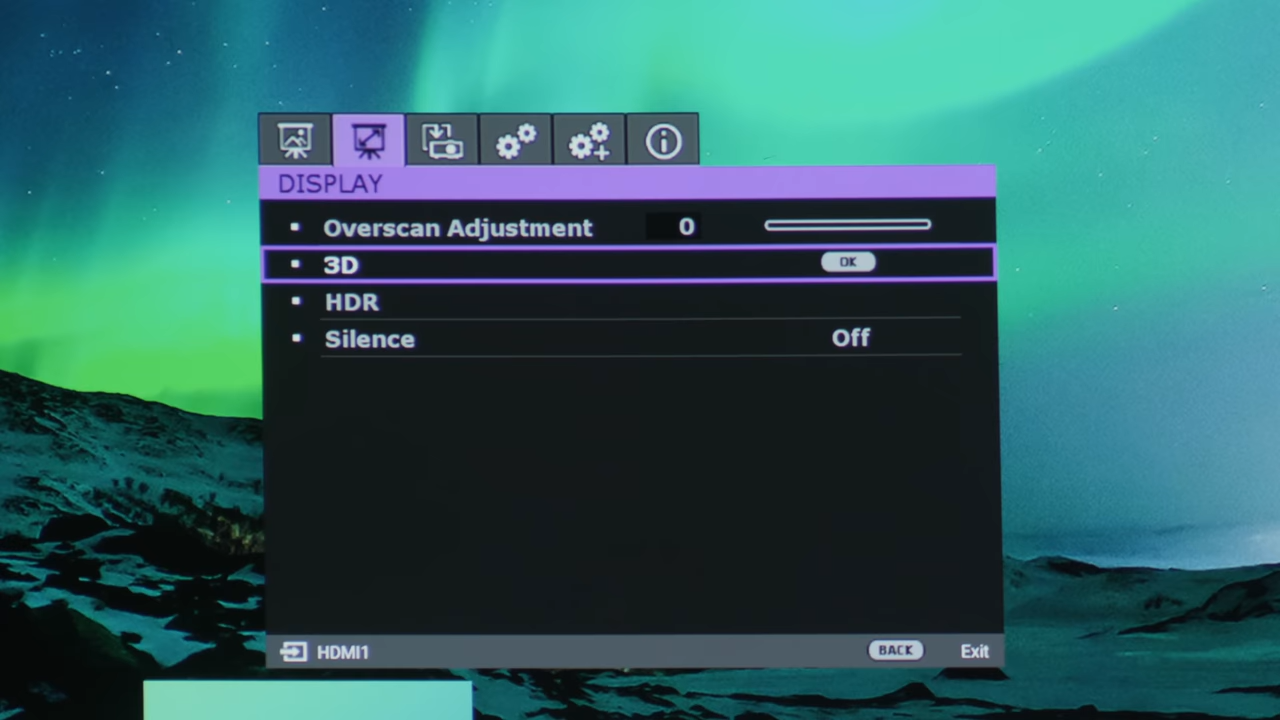 DISPLAY
Overscan Adjustment 0
3D OK
HDR
Silence Off
HDMI1 BACK Exit